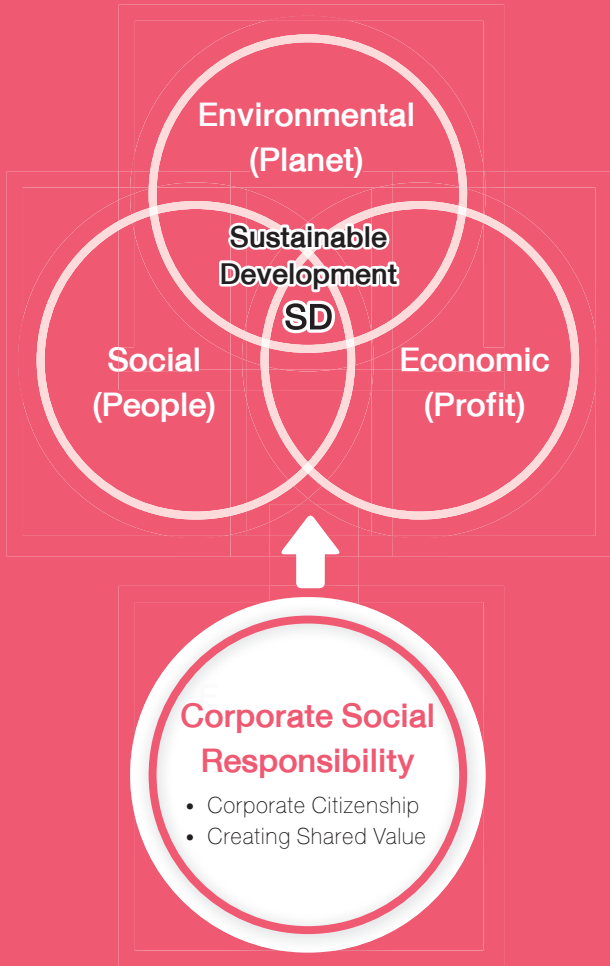 Environmental
(Planet)
Sustainable
Development
SD
Social
(People)
Economic
(Profit)
Corporate Social
Responsibility
• Corporate Citizenship
• Creating Shared Value